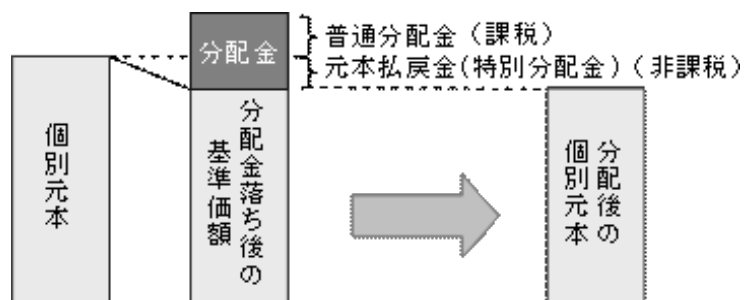 個別元本
分配金
普通分配金（課税）
元本払戻金（特別分配金）（非課税）
分配金落ち後の
基準価額
分配後の
個別元本